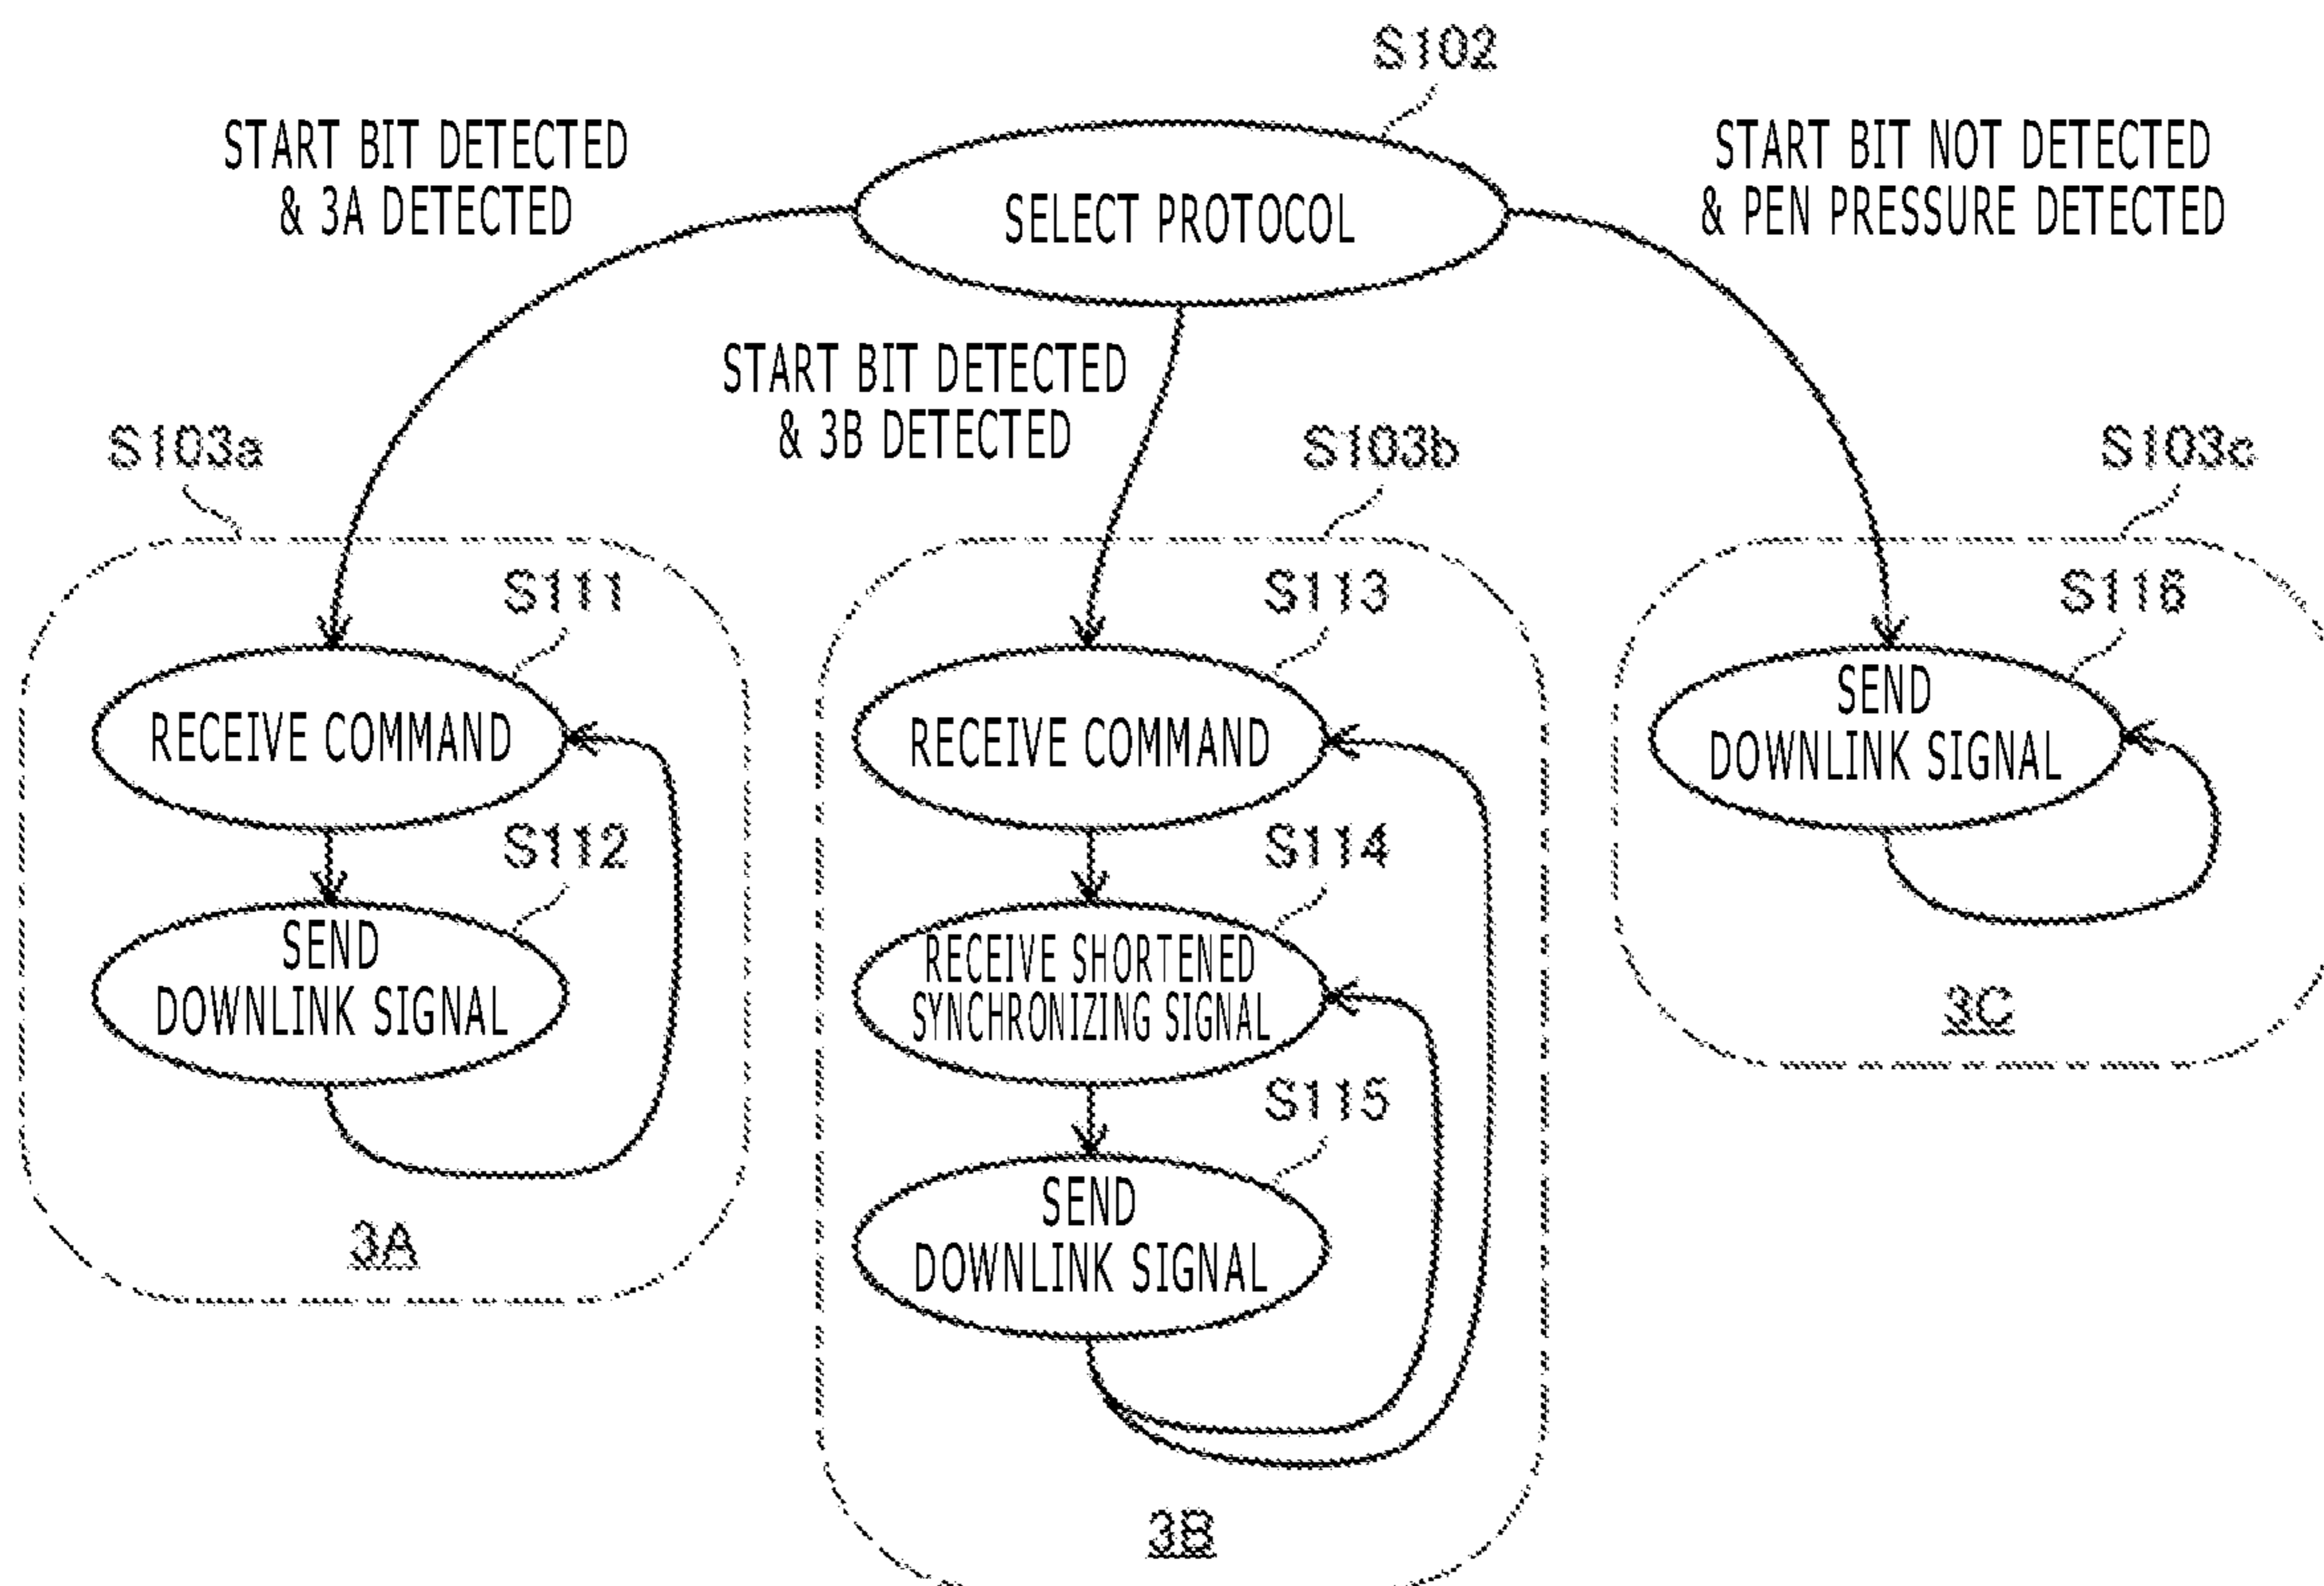 S102
START BIT DETECTED
& 3A DETECTED
START BIT NOT DETECTED
& PEN PRESSURE DETECTED
SELECT PROTOCOL
START BIT DETECTED
& 3B DETECTED
S103a
S103b
S103c
S111
RECEIVE COMMAND
S112
SEND
DOWNLINK SIGNAL
3A
S113
RECEIVE COMMAND
S114
RECEIVE SHORTENED
SYNCHRONIZING SIGNAL
S115
SEND
DOWNLINK SIGNAL
3B
S116
SEND
DOWNLINK SIGNAL
3C